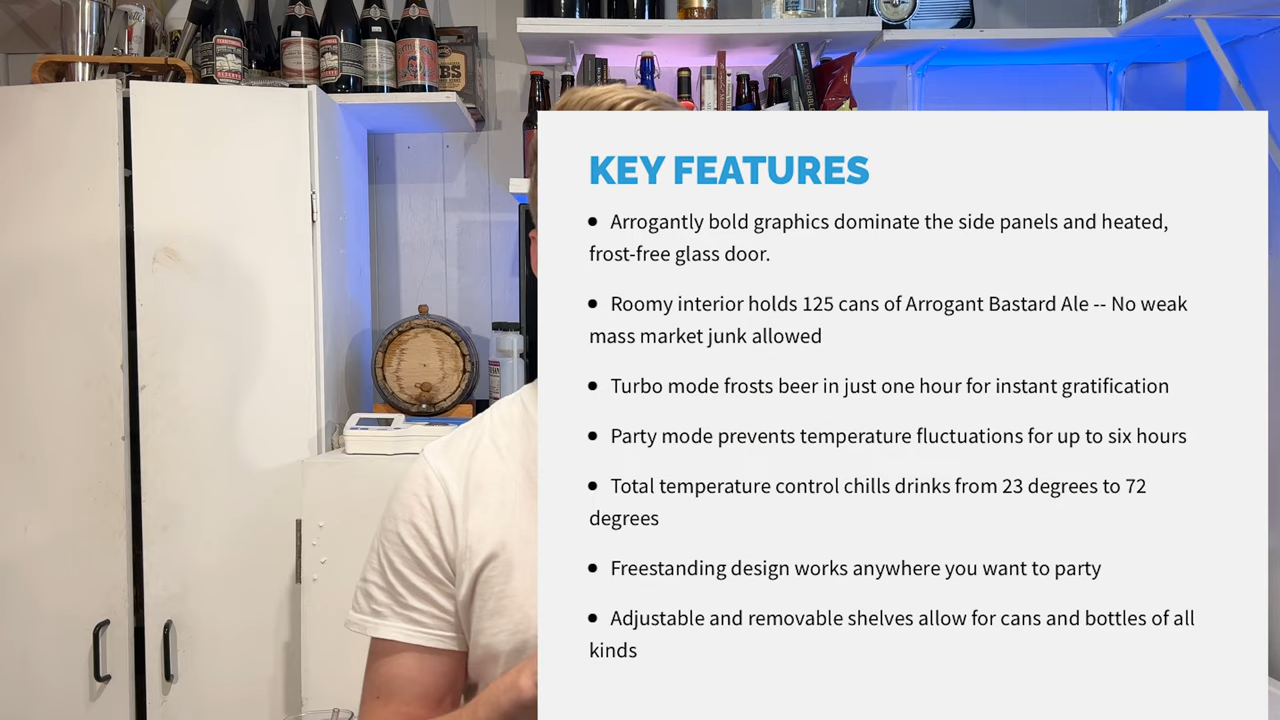 KEY FEATURES
• Arrogantly bold graphics dominate the side panels and heated,
frost-free glass door.
• Roomy interior holds 125 cans of Arrogant Bastard Ale -- No weak
mass market junk allowed
• Turbo mode frosts beer in just one hour for instant gratification
• Party mode prevents temperature fluctuations for up to six hours
• Total temperature control chills drinks from 23 degrees to 72
degrees
• Freestanding design works anywhere you want to party
• Adjustable and removable shelves allow for cans and bottles of all
kinds